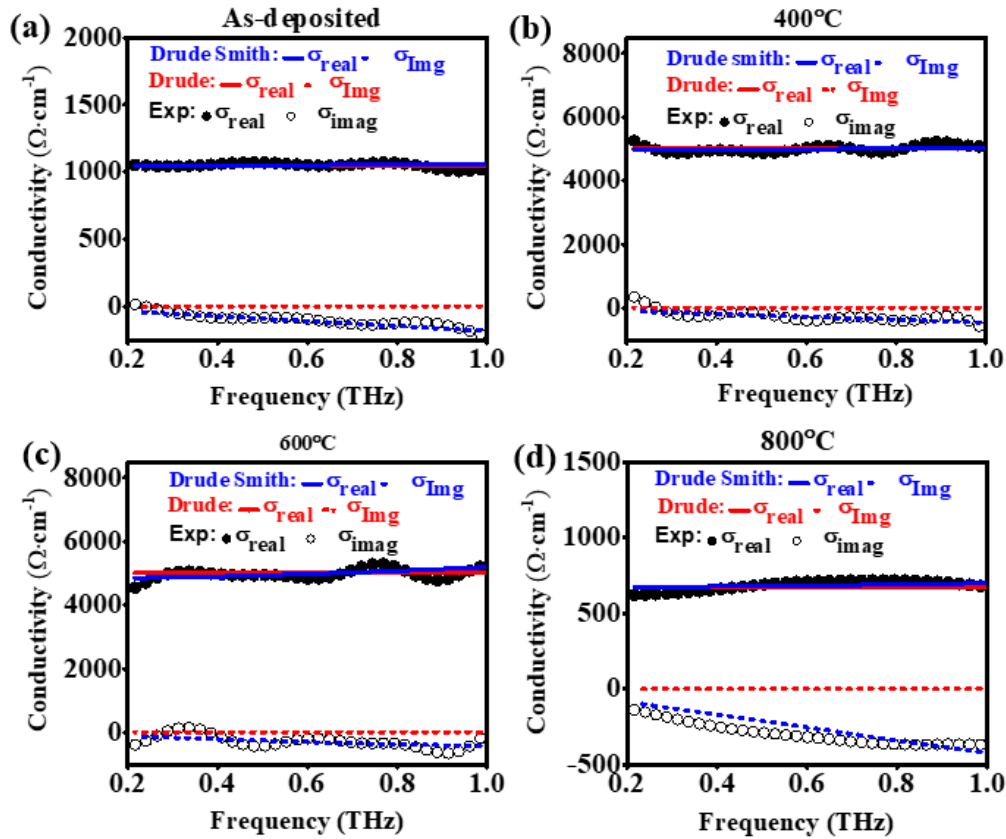 (a)
As-deposited
2000
1500
1000
500
0
Conductivity (Ω·cm⁻¹)
Drude Smith: σreal σImg
Drude: σreal σImg
Exp: σreal σimag
0.2 0.4 0.6 0.8 1.0
Frequency (THz)
(b)
400°C
8000
6000
4000
2000
0
Conductivity (Ω·cm⁻¹)
Drude smith: σreal σImg
Drude: σreal σImg
Exp: σreal σimag
0.2 0.4 0.6 0.8 1.0
Frequency (THz)
(c)
600°C
8000
6000
4000
2000
0
Conductivity (Ω·cm⁻¹)
Drude Smith: σreal σImg
Drude: σreal σImg
Exp: σreal σimag
0.2 0.4 0.6 0.8 1.0
Frequency (THz)
(d)
800°C
1500
1000
500
0
-500
Conductivity (Ω·cm⁻¹)
Drude Smith: σreal σImg
Drude: σreal σImg
Exp: σreal σimag
0.2 0.4 0.6 0.8 1.0
Frequency (THz)